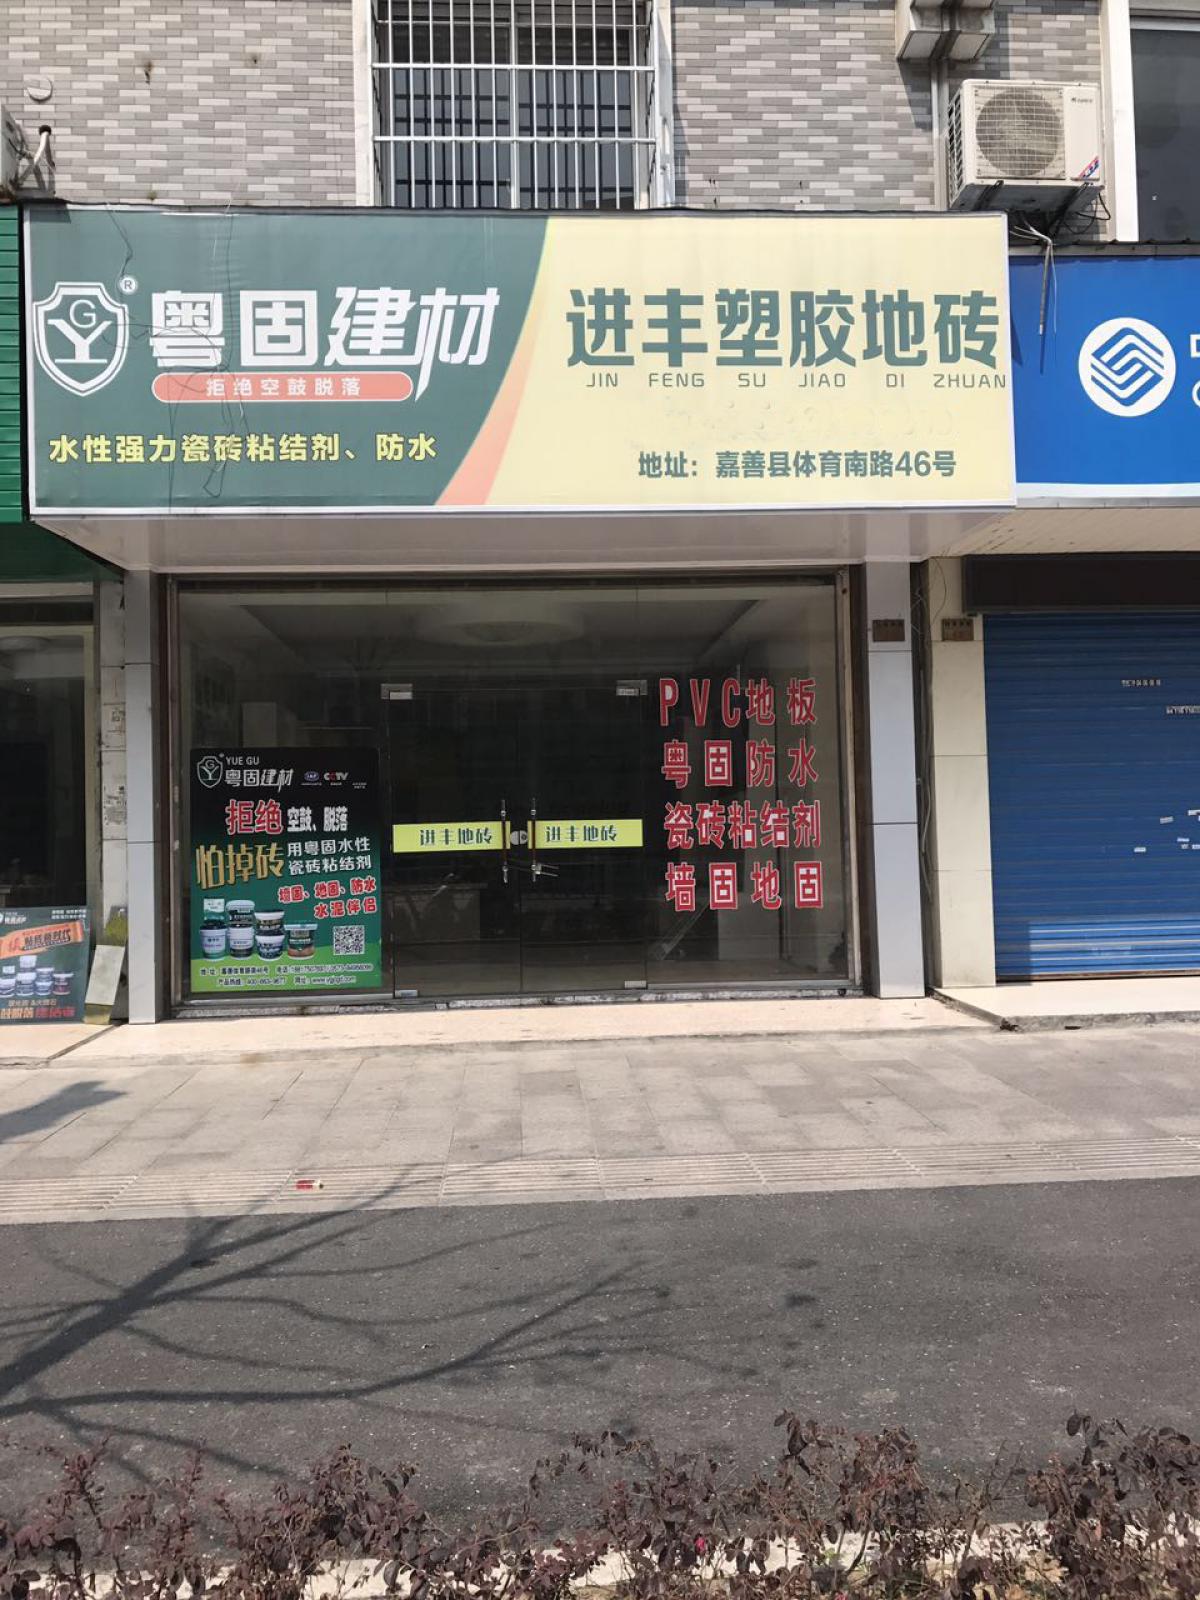 GY
®
粤固建材
拒绝空鼓脱落
水性强力瓷砖粘结剂、防水
进丰塑胶地砖
JIN FENG SU JIAO DI ZHUAN
地址：嘉善县体育南路46号
PVC地板
粤固防水
瓷砖粘结剂
墙固地固
进丰地砖
进丰地砖
YUE GU
粤固建材
CCTV
拒绝 空鼓、脱落
怕掉砖 用粤固水性
瓷砖粘结剂
墙固、地固、防水
水泥伴侣